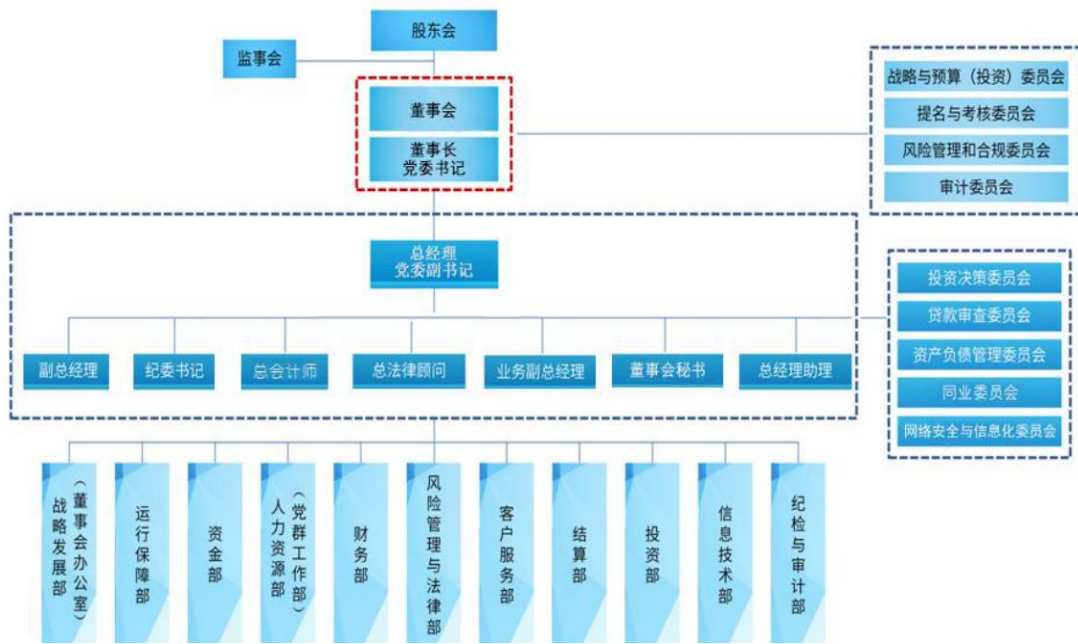 股东会
监事会
董事会
董事长
党委书记
战略与预算（投资）委员会
提名与考核委员会
风险管理和合规委员会
审计委员会
总经理
党委副书记
投资决策委员会
贷款审查委员会
资产负债管理委员会
同业委员会
网络安全与信息化委员会
副总经理
纪委书记
总会计师
总法律顾问
业务副总经理
董事会秘书
总经理助理
战略发展部
（董事会办公室）
运行保障部
资金部
人力资源部
（党群工作部）
财务部
风险管理与法律部
客户服务部
结算部
投资部
信息技术部
纪检与审计部